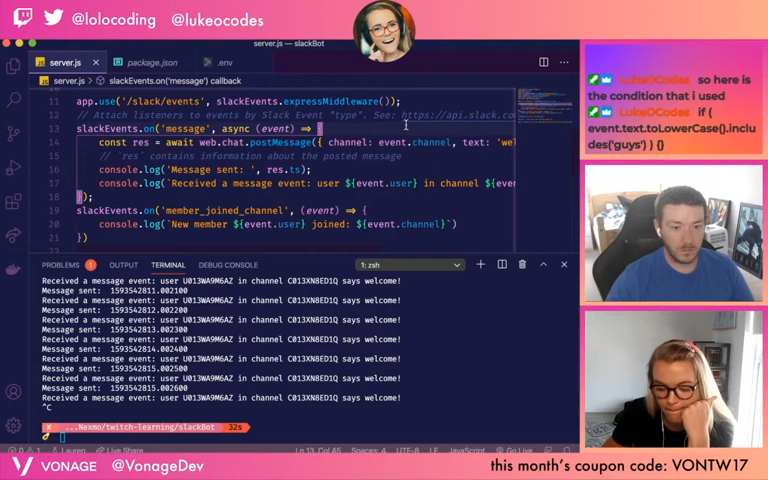 @lolocoding
@lukeocodes
server.js — slackBot
server.js
package.json
.env
server.js > slackEvents.on('message') callback
11 app.use('/slack/events', slackEvents.expressMiddleware());
12 // Attach listeners to events by Slack Event "type". See: https://api.slack.co
13 slackEvents.on('message', async (event) => {
14 const res = await web.chat.postMessage({ channel: event.channel, text: 'wel
15 // `res` contains information about the posted message
16 console.log('Message sent: ', res.ts);
17 console.log(`Received a message event: user ${event.user} in channel ${eve
18 });
19 slackEvents.on('member_joined_channel', (event) => {
20 console.log(`New member ${event.user} joined: ${event.channel}`)
21 })
PROBLEMS 1 OUTPUT TERMINAL DEBUG CONSOLE 1: zsh
Received a message event: user U013WA9M6AZ in channel C013XN8ED1Q says welcome!
Message sent: 1593542811.002100
Received a message event: user U013WA9M6AZ in channel C013XN8ED1Q says welcome!
Message sent: 1593542812.002200
Received a message event: user U013WA9M6AZ in channel C013XN8ED1Q says welcome!
Message sent: 1593542813.002300
Received a message event: user U013WA9M6AZ in channel C013XN8ED1Q says welcome!
Message sent: 1593542814.002400
Received a message event: user U013WA9M6AZ in channel C013XN8ED1Q says welcome!
Message sent: 1593542815.002500
Received a message event: user U013WA9M6AZ in channel C013XN8ED1Q says welcome!
Message sent: 1593542815.002600
Received a message event: user U013WA9M6AZ in channel C013XN8ED1Q says welcome!
^C
...Nexmo/twitch-learning/slackBot 32s
Lauren Live Share Ln 13, Col 45 Spaces: 4 UTF-8 LF JavaScript Go Live
LukeOCodes so here is
the condition that i used
LukeOCodes if (
event.text.toLowerCase().inclu
des('guys') ) {}
VONAGE
@VonageDev
this month's coupon code: VONTW17